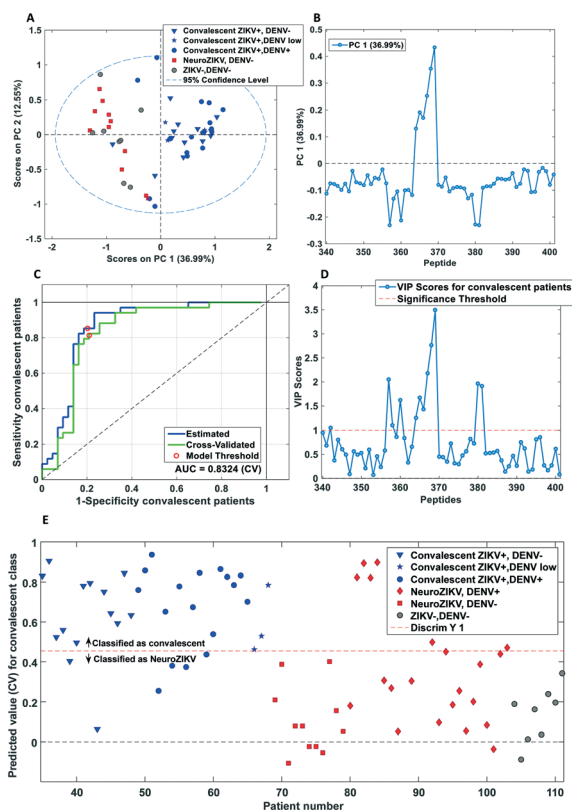 A
Convalescent ZIKV+, DENV-
Convalescent ZIKV+,DENV low
Convalescent ZIKV+,DENV+
NeuroZIKV, DENV-
ZIKV-,DENV-
95% Confidence Level
1
0.5
0
-0.5
-1
-1.5
Scores on PC 2 (12.55%)
-2
-1
0
1
2
Scores on PC 1 (36.99%)
B
PC 1 (36.99%)
0.5
0.4
0.3
0.2
0.1
0
-0.1
-0.2
-0.3
PC 1 (36.99%)
340
350
360
370
380
390
400
Peptide
C
1
0.8
0.6
0.4
0.2
0
Sensitivity convalescent patients
Estimated
Cross-Validated
Model Threshold
AUC = 0.8324 (CV)
0
0.2
0.4
0.6
0.8
1
1-Specificity convalescent patients
D
VIP Scores for convalescent patients
Significance Threshold
4
3.5
3
2.5
2
1.5
1
0.5
0
VIP Scores
340
350
360
370
380
390
400
Peptides
E
Convalescent ZIKV+, DENV-
Convalescent ZIKV+,DENV low
Convalescent ZIKV+,DENV+
NeuroZIKV, DENV+
NeuroZIKV, DENV-
ZIKV-,DENV-
Discrim Y 1
1
0.8
0.6
0.4
0.2
0
Predicted value (CV) for convalescent class
Classified as convalescent
Classified as NeuroZIKV
40
50
60
70
80
90
100
110
Patient number